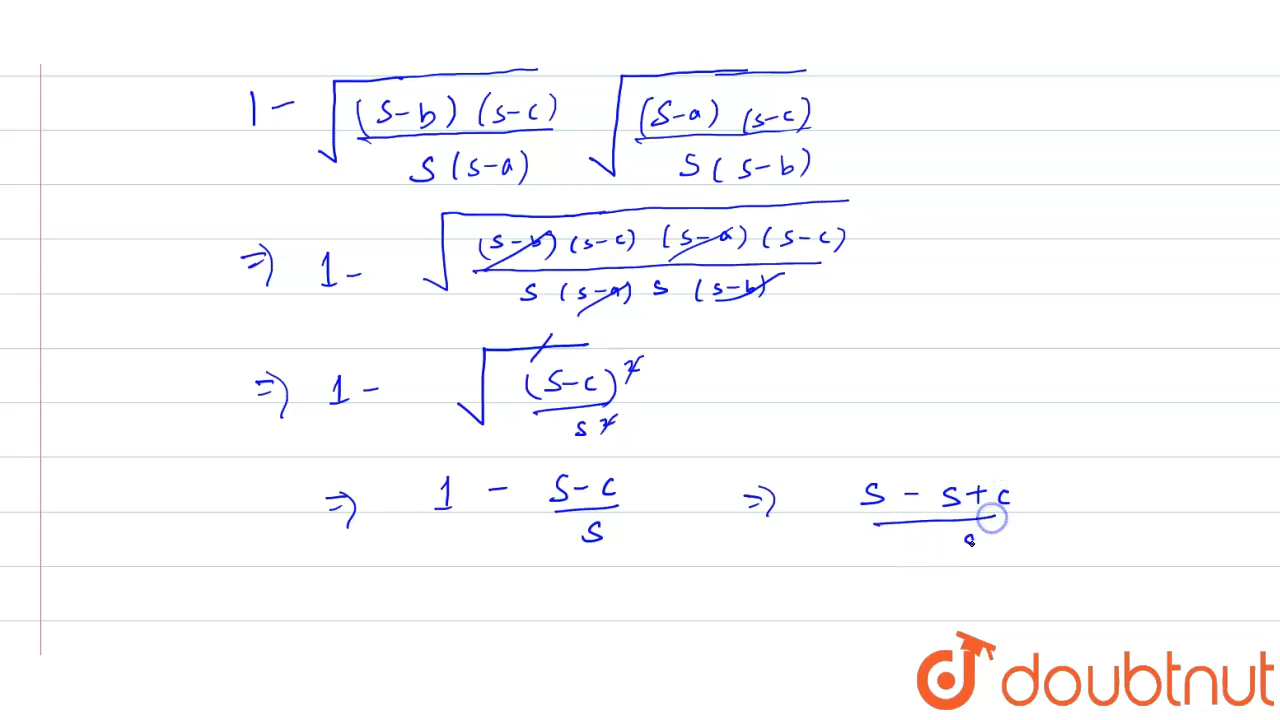 1 - √((s-b)(s-c)/s(s-a)) √((s-a)(s-c)/s(s-b))
⇒ 1 - √((s-b)(s-c)(s-a)(s-c)/s(s-a)s(s-b))
⇒ 1 - √((s-c)²/s²)
⇒ 1 - (s-c)/s ⇒ (s-s+c)/s
doubtnut